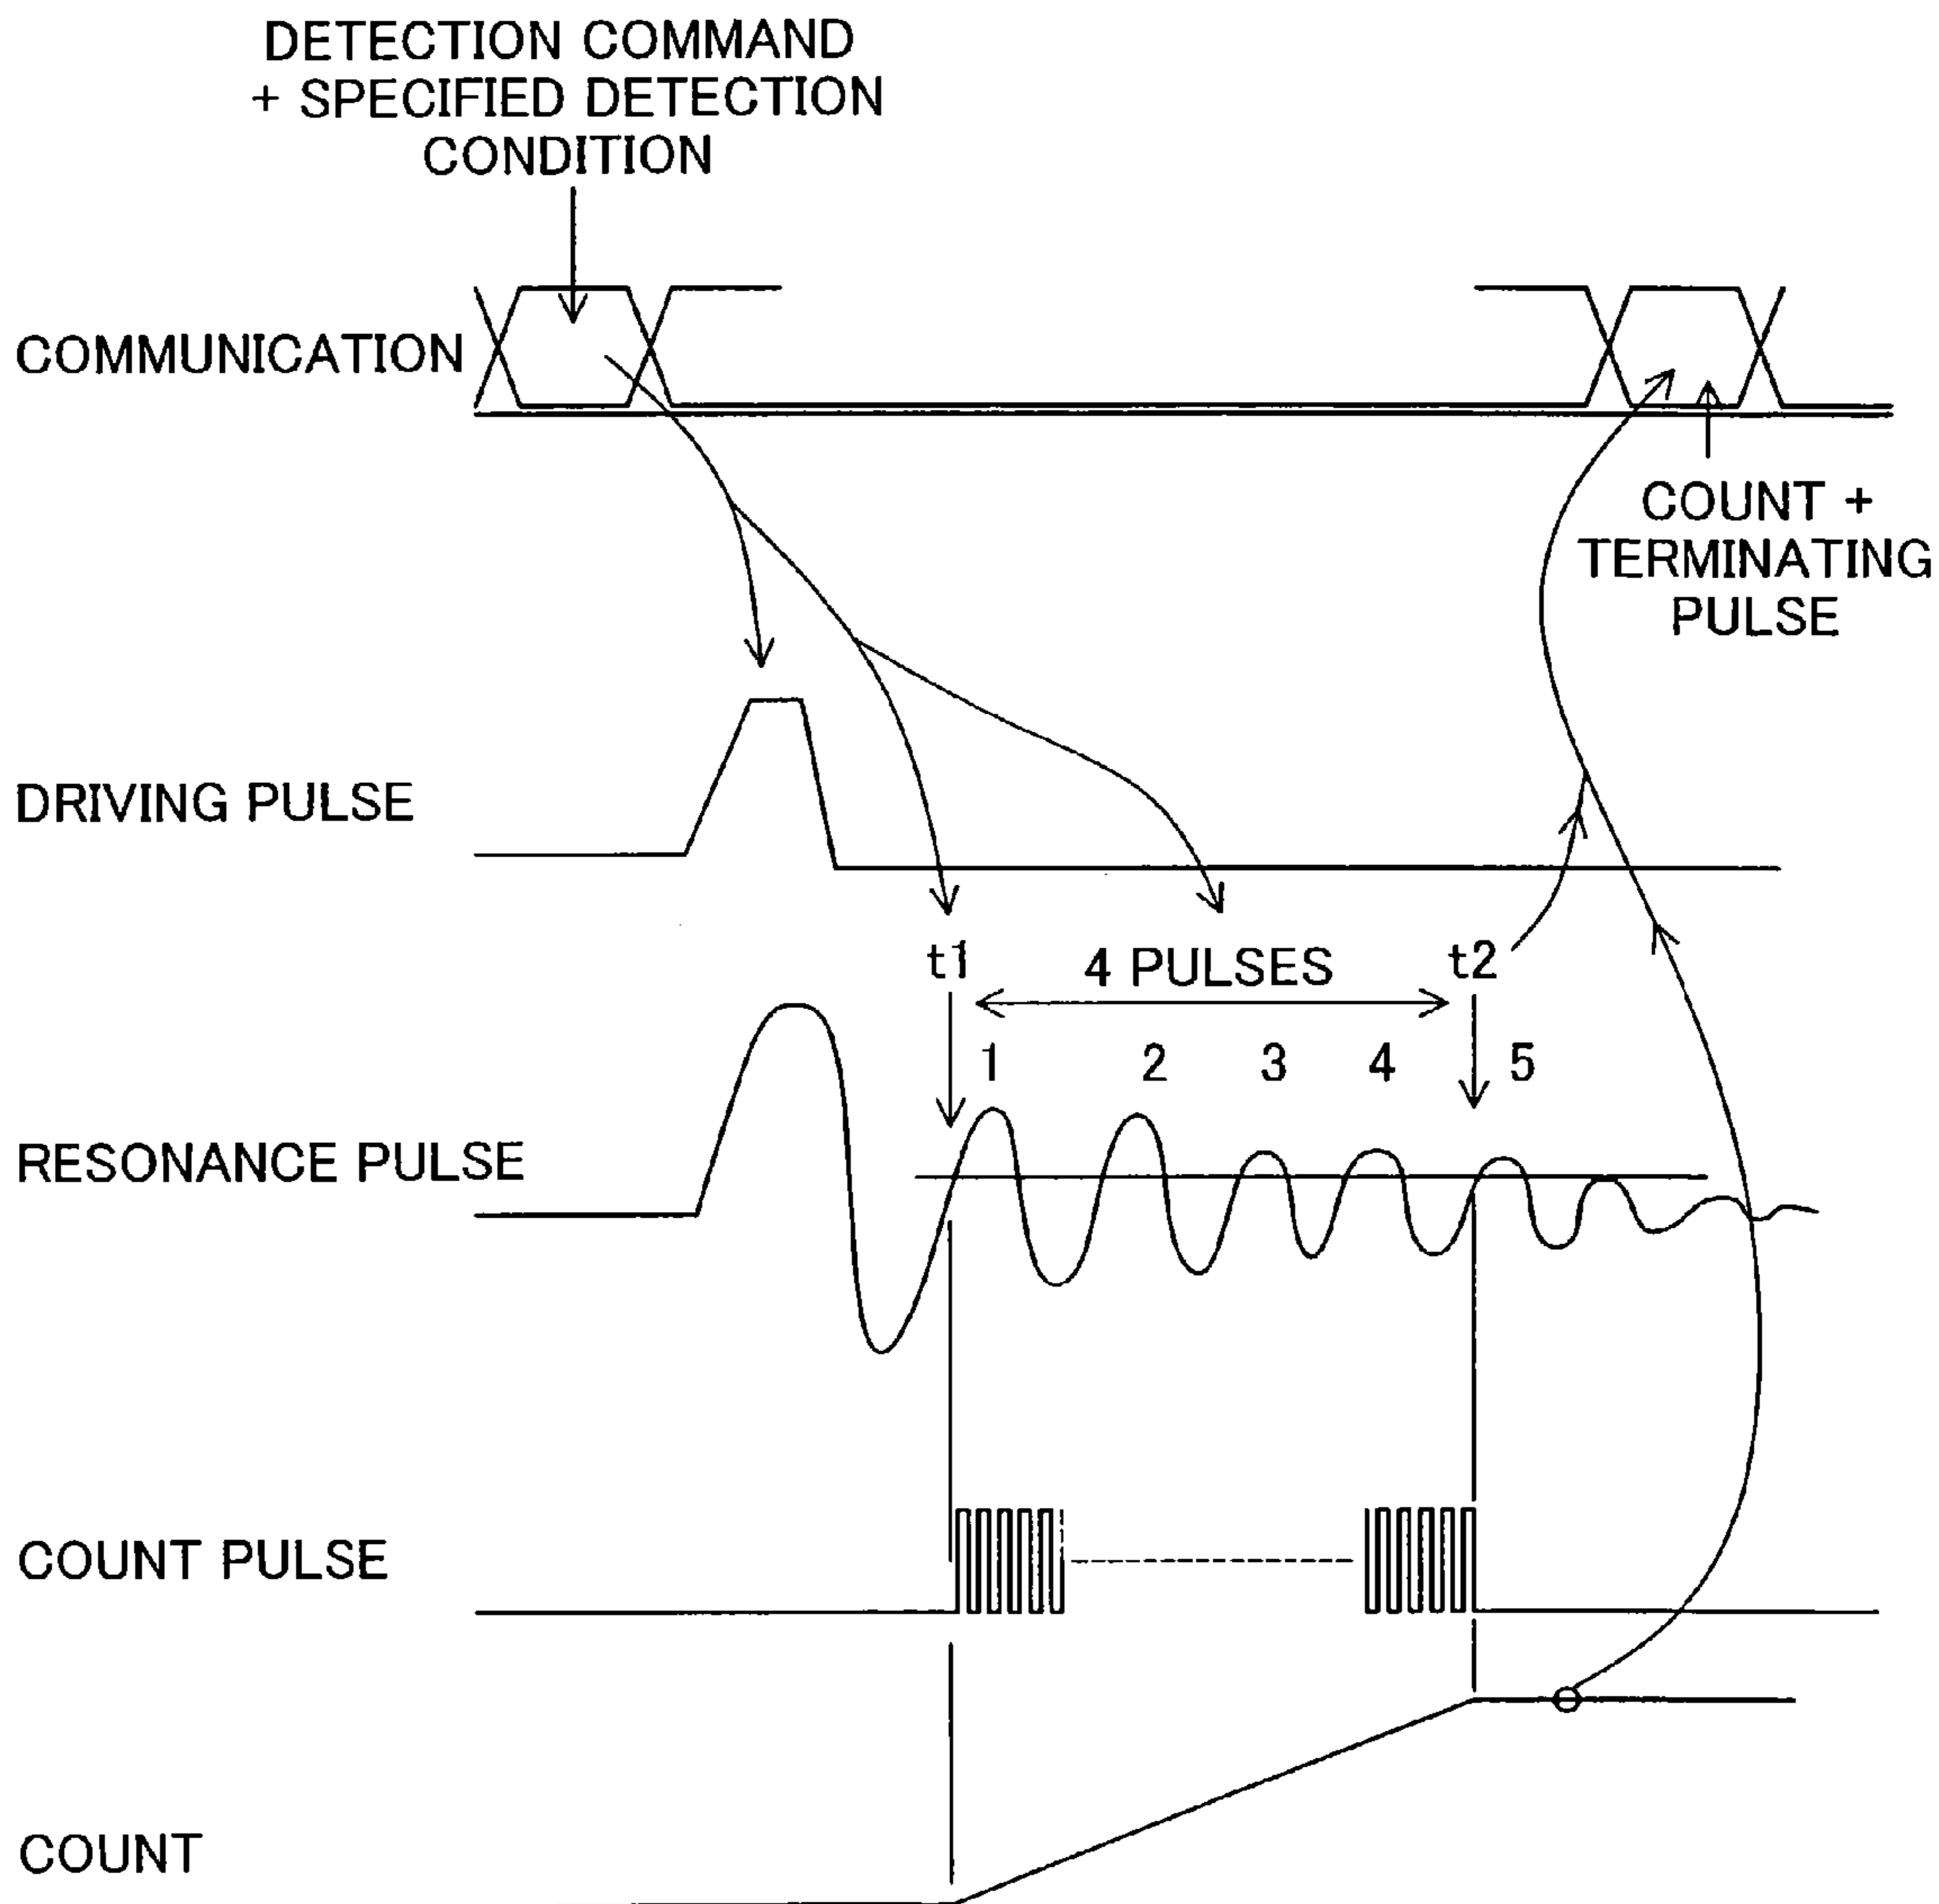 DETECTION COMMAND
+ SPECIFIED DETECTION
CONDITION
COMMUNICATION
COUNT +
TERMINATING
PULSE
DRIVING PULSE
t1
4 PULSES
t2
1 2 3 4 5
RESONANCE PULSE
COUNT PULSE
COUNT